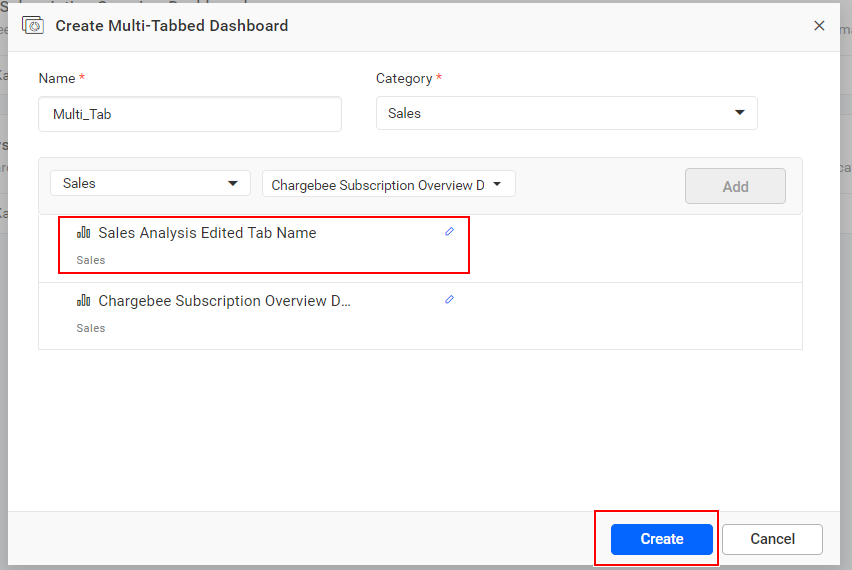 Create Multi-Tabbed Dashboard
Name *
Category *
Multi_Tab
Sales
Sales
Chargebee Subscription Overview D
Add
Sales Analysis Edited Tab Name
Sales
Chargebee Subscription Overview D...
Sales
Create
Cancel